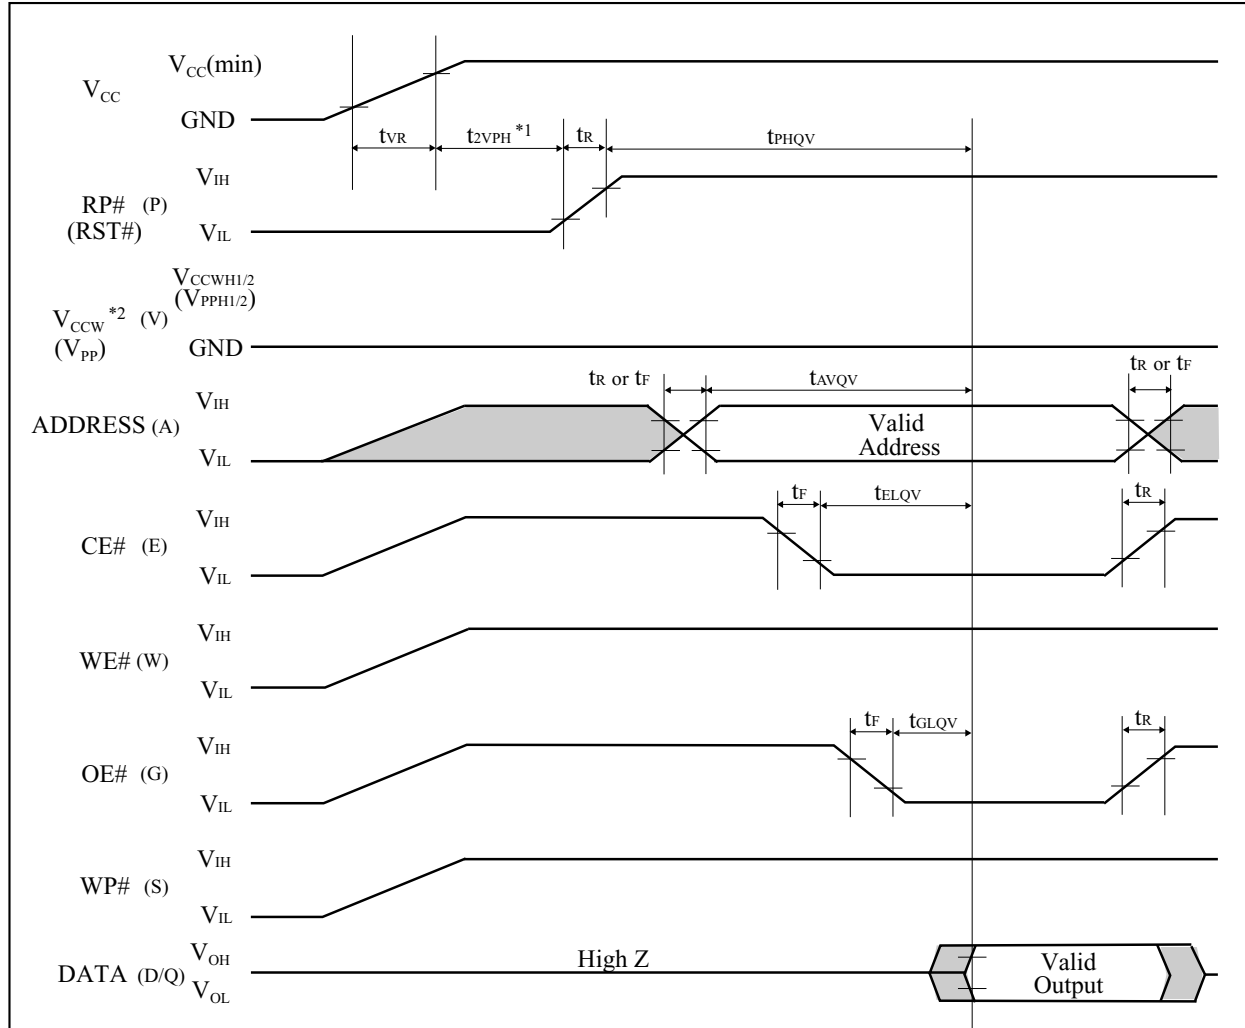 VCC(min)
VCC
GND
tVR
t2VPH *1
tR
tPHQV
VIH
RP# (P)
(RST#)
VIL
VCCWH1/2
(VPPH1/2)
VCCW *2 (V)
(VPP)
GND
tR or tF
tAVQV
tR or tF
VIH
ADDRESS (A)
Valid
Address
VIL
tF
tELQV
tR
VIH
CE# (E)
VIL
VIH
WE# (W)
VIL
tF
tGLQV
tR
VIH
OE# (G)
VIL
VIH
WP# (S)
VIL
VOH
High Z
DATA (D/Q)
Valid
Output
VOL